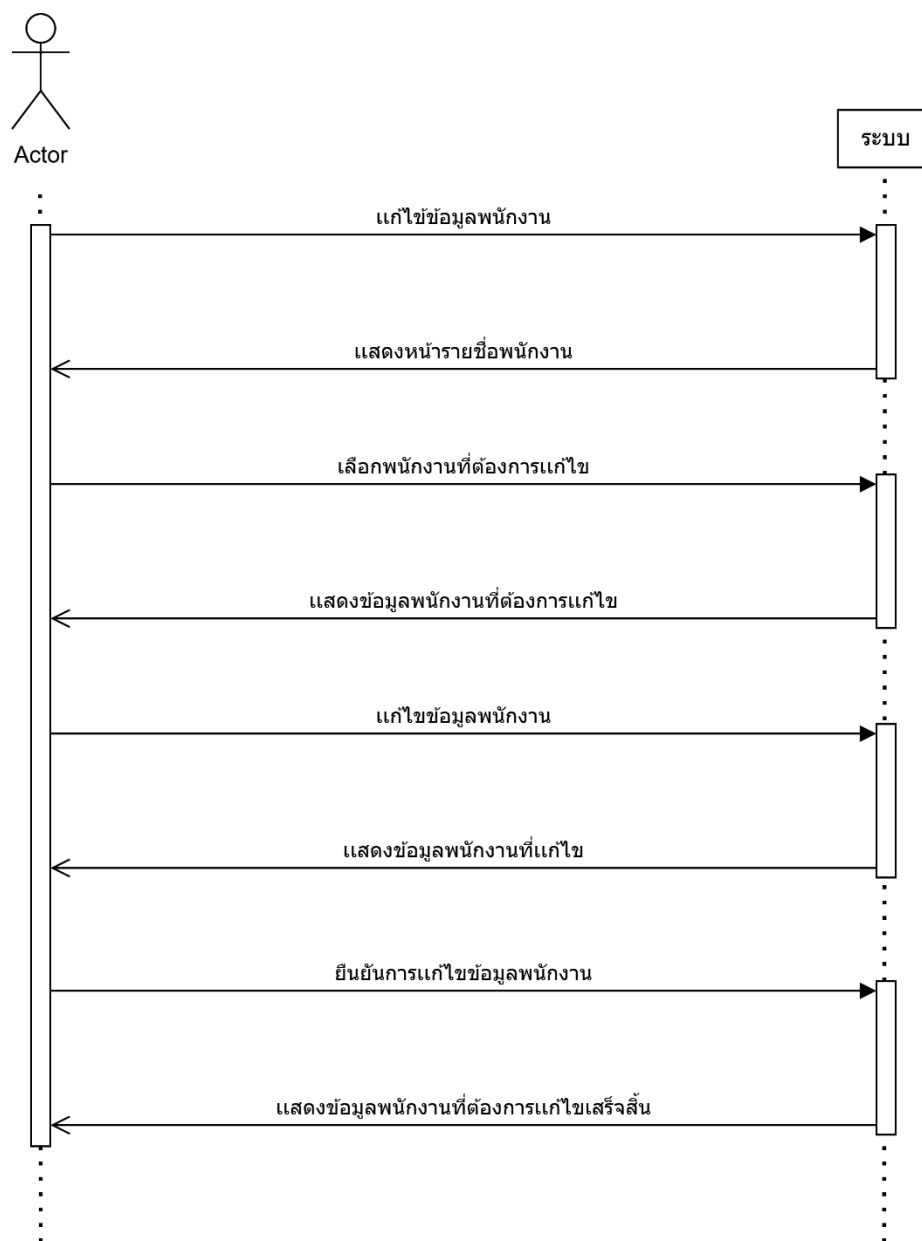 Actor
ระบบ
แก้ไข้ข้อมูลพนักงาน
แสดงหน้ารายชื่อพนักงาน
เลือกพนักงานที่ต้องการแก้ไข
แสดงข้อมูลพนักงานที่ต้องการแก้ไข
แก้ไขข้อมูลพนักงาน
แสดงข้อมูลพนักงานที่แก้ไข
ยืนยันการแก้ไขข้อมูลพนักงาน
แสดงข้อมูลพนักงานที่ต้องการแก้ไขเสร็จสิ้น